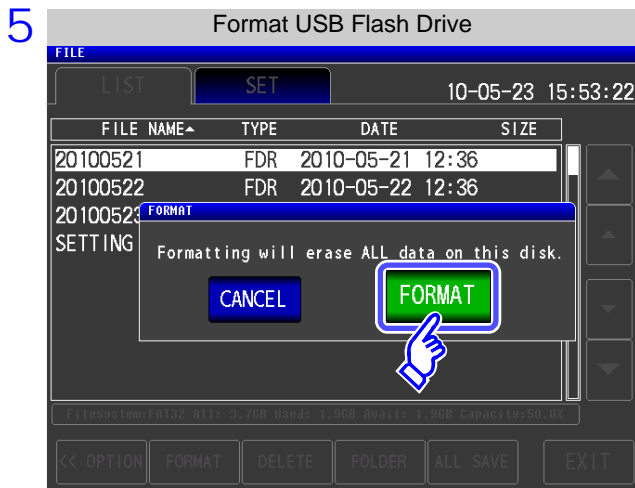 5
Format USB Flash Drive
FILE
LIST SET 10-05-23 15:53:22
FILE NAME▲ TYPE DATE SIZE
20100521 FDR 2010-05-21 12:36
20100522 FDR 2010-05-22 12:36
20100523
SETTING
FORMAT
Formatting will erase ALL data on this disk.
CANCEL FORMAT
Filesystem:FAT32 All: 3.7GB Used: 1.9GB Avail: 1.9GB Capacity:50.0%
<< OPTION FORMAT DELETE FOLDER ALL SAVE EXIT